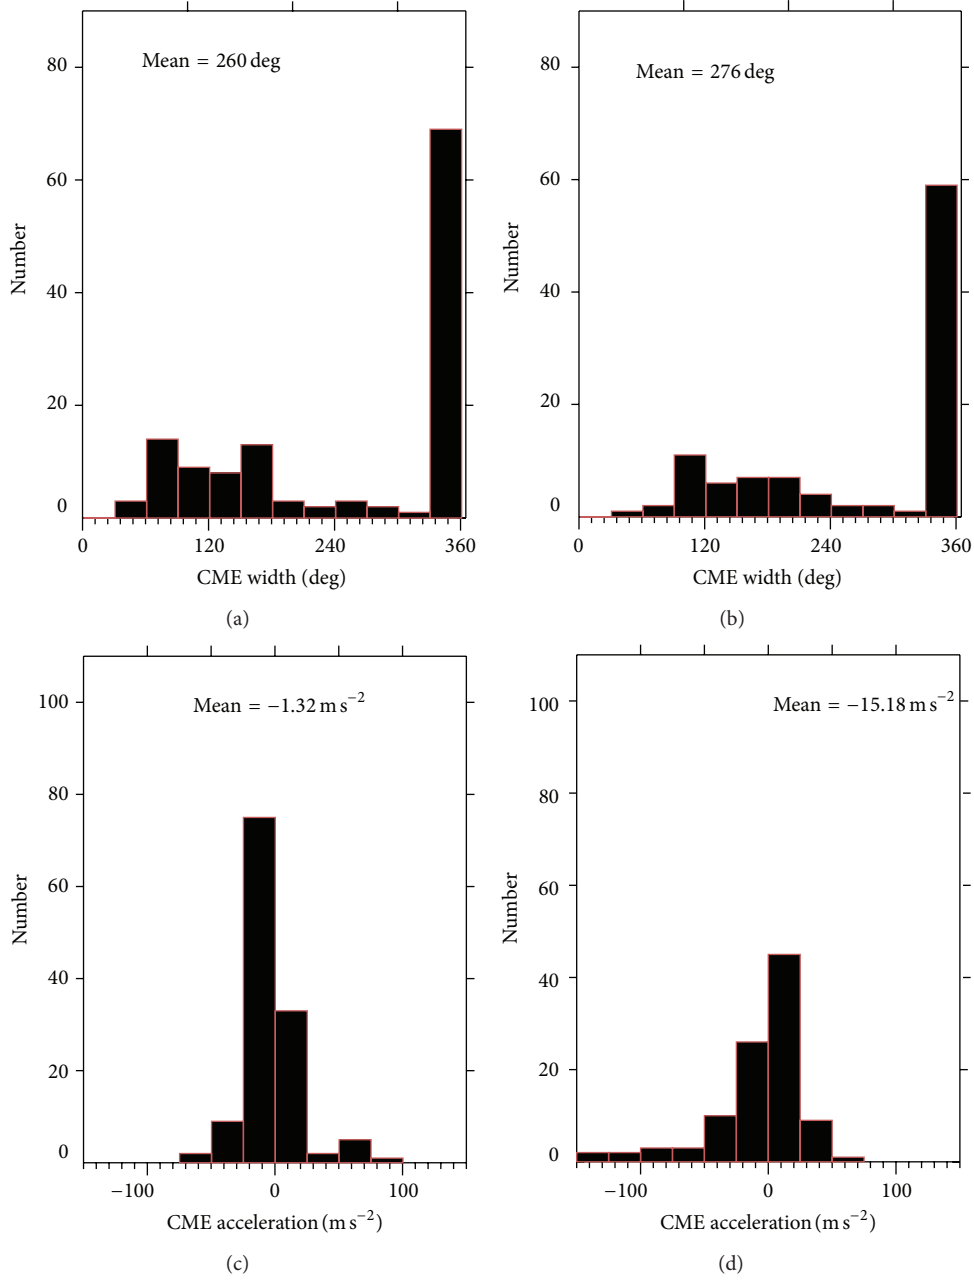 Mean = 260 deg
80
60
40
20
0
Number
0 120 240 360
CME width (deg)
(a)
Mean = 276 deg
80
60
40
20
0
Number
0 120 240 360
CME width (deg)
(b)
Mean = −1.32 m s⁻²
100
80
60
40
20
0
Number
−100 0 100
CME acceleration (m s⁻²)
(c)
Mean = −15.18 m s⁻²
100
80
60
40
20
0
Number
−100 0 100
CME acceleration (m s⁻²)
(d)